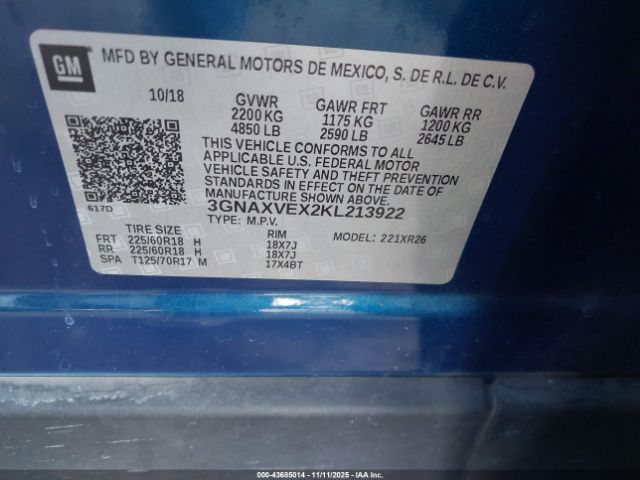 GM
MFD BY GENERAL MOTORS DE MEXICO, S. DE R.L. DE C.V.
10/18 GVWR GAWR FRT GAWR RR
2200 KG 1175 KG 1200 KG
4850 LB 2590 LB 2645 LB
THIS VEHICLE CONFORMS TO ALL
APPLICABLE U.S. FEDERAL MOTOR
VEHICLE SAFETY AND THEFT PREVENTION
STANDARDS IN EFFECT ON THE DATE OF
MANUFACTURE SHOWN ABOVE.
617D 3GNAXVEX2KL213922
TYPE: M.P.V.
TIRE SIZE RIM MODEL: 221XR26
FRT 225/60R18 H 18X7J
RR 225/60R18 H 18X7J
SPA T125/70R17 M 17X4BT
000-43685014 - 11/11/2025 - IAAI.COM